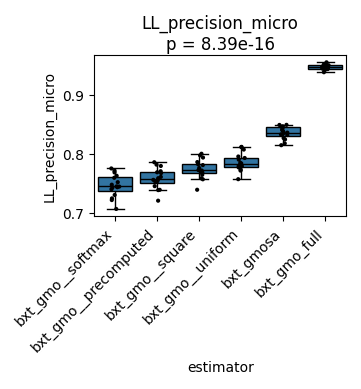 LL_precision_micro
p = 8.39e-16
LL_precision_micro
0.9
0.8
0.7
bxt_gmo__softmax
bxt_gmo__precomputed
bxt_gmo__square
bxt_gmo__uniform
bxt_gmosa
bxt_gmo_full
estimator